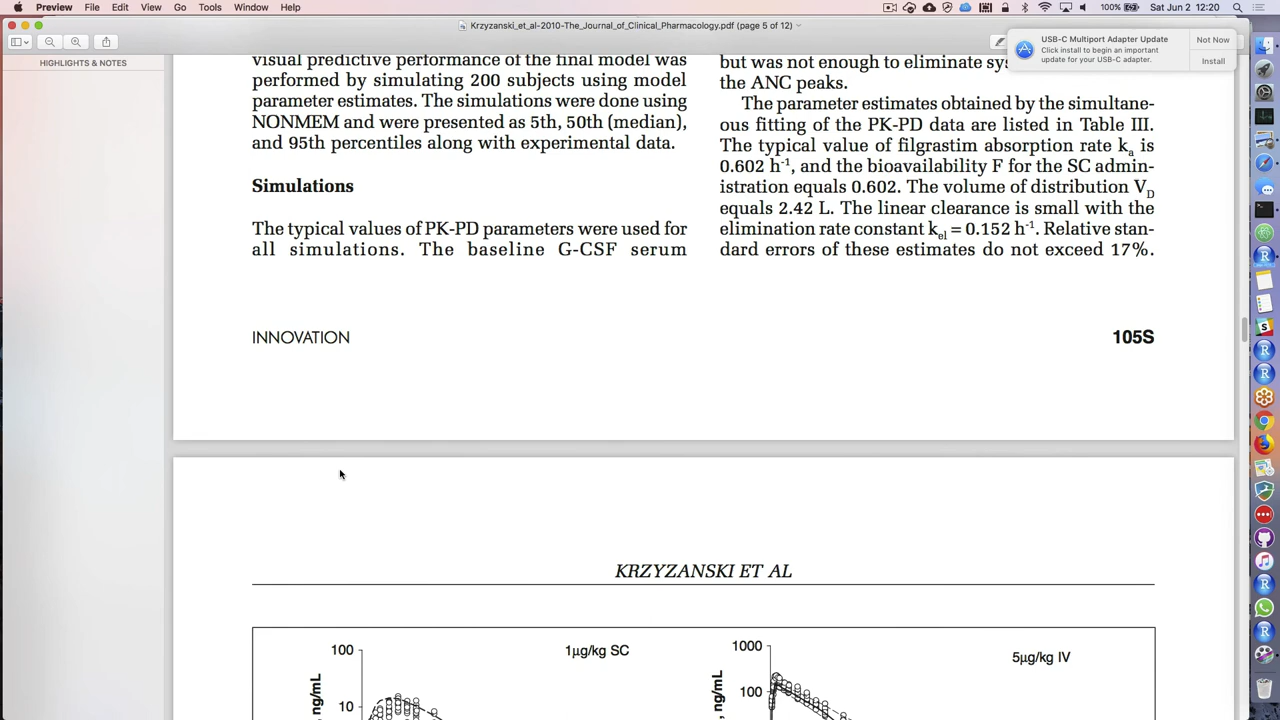 Preview File Edit View Go Tools Window Help
100% Sat Jun 2 12:20
Krzyzanski_et_al-2010-The_Journal_of_Clinical_Pharmacology.pdf (page 5 of 12)
USB-C Multiport Adapter Update
Click install to begin an important
update for your USB-C adapter.
Not Now
Install
HIGHLIGHTS & NOTES
visual predictive performance of the final model was
performed by simulating 200 subjects using model
parameter estimates. The simulations were done using
NONMEM and were presented as 5th, 50th (median),
and 95th percentiles along with experimental data.
Simulations
The typical values of PK-PD parameters were used for
all simulations. The baseline G-CSF serum
but was not enough to eliminate
the ANC peaks.
The parameter estimates obtained by the simultane-
ous fitting of the PK-PD data are listed in Table III.
The typical value of filgrastim absorption rate ka is
0.602 h-1, and the bioavailability F for the SC admin-
istration equals 0.602. The volume of distribution VD
equals 2.42 L. The linear clearance is small with the
elimination rate constant kel = 0.152 h-1. Relative stan-
dard errors of these estimates do not exceed 17%.
INNOVATION
105S
KRZYZANSKI ET AL
100
10
ng/mL
1µg/kg SC
1000
100
, ng/mL
5µg/kg IV